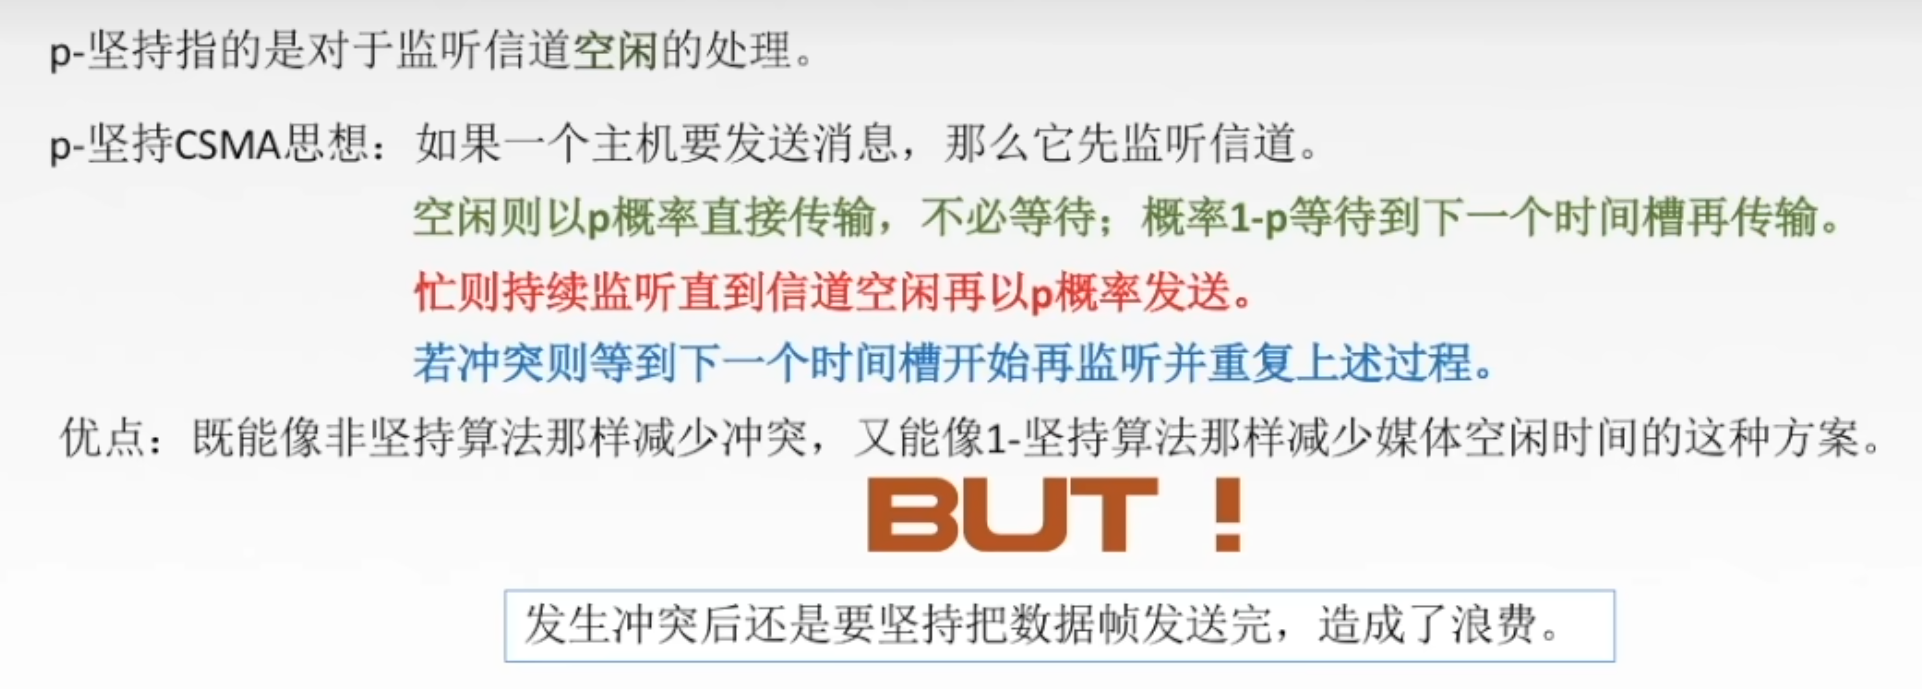 p-坚持指的是对于监听信道空闲的处理。
p-坚持CSMA思想：如果一个主机要发送消息，那么它先监听信道。
空闲则以p概率直接传输，不必等待；概率1-p等待到下一个时间槽再传输。
忙则持续监听直到信道空闲再以p概率发送。
若冲突则等到下一个时间槽开始再监听并重复上述过程。
优点：既能像非坚持算法那样减少冲突，又能像1-坚持算法那样减少媒体空闲时间的这种方案。
BUT！
发生冲突后还是要坚持把数据帧发送完，造成了浪费。